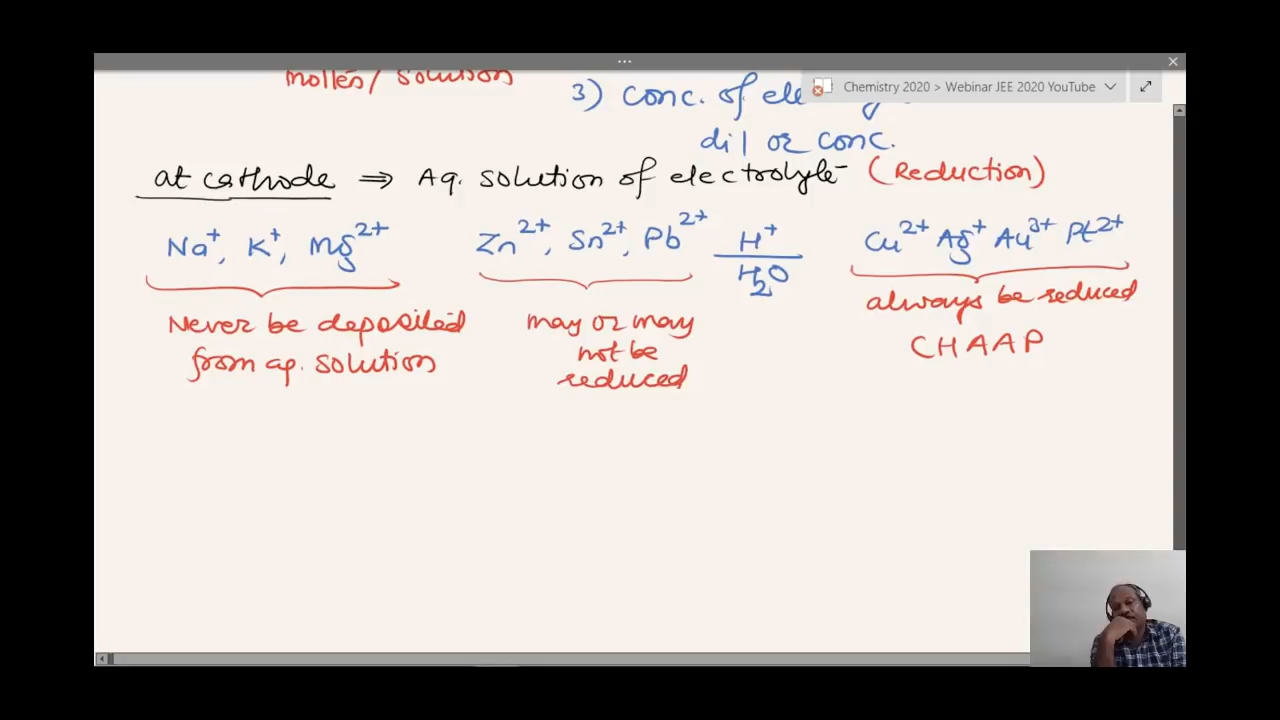 molten/ solution
3) conc. of
Chemistry 2020 > Webinar JEE 2020 YouTube
dil or conc.
at cathode ⇒ Aq. solution of electrolyte (Reduction)
Na⁺, K⁺, Mg²⁺ Zn²⁺, Sn²⁺, Pb²⁺ H⁺ Cu²⁺ Ag⁺ Au³⁺ Pt²⁺
H₂O
Never be deposited may or may always be reduced
from aq. solution not be CHAAP
reduced